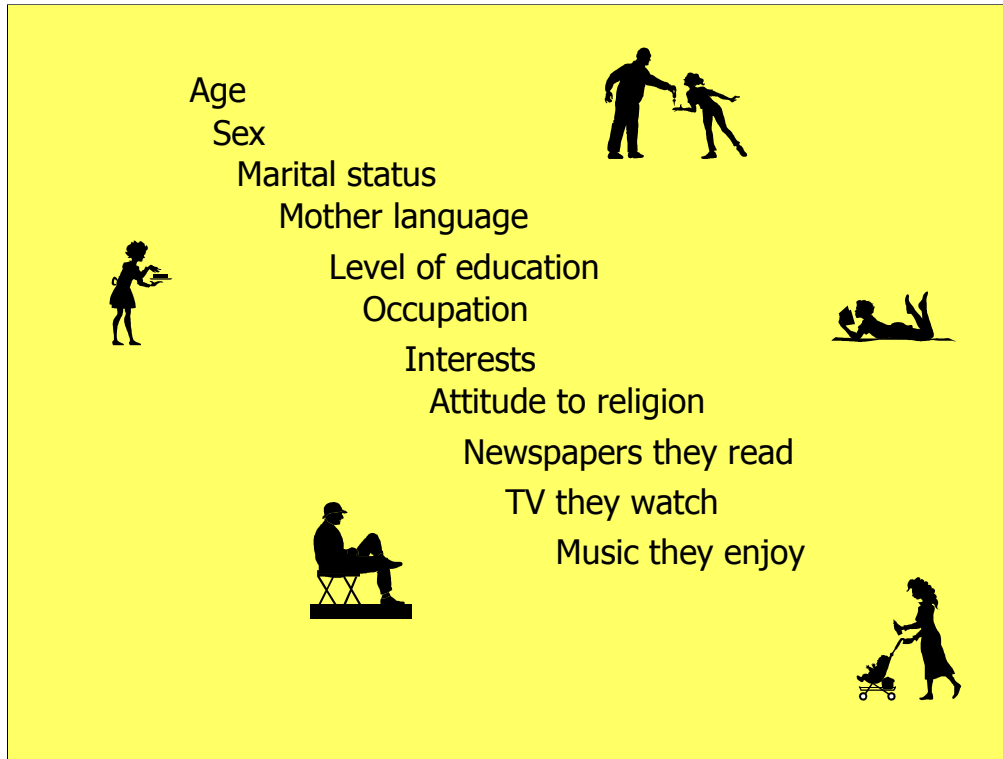 Age
Sex
Marital status
Mother language
Level of education
Occupation
Interests
Attitude to religion
Newspapers they read
TV they watch
Music they enjoy